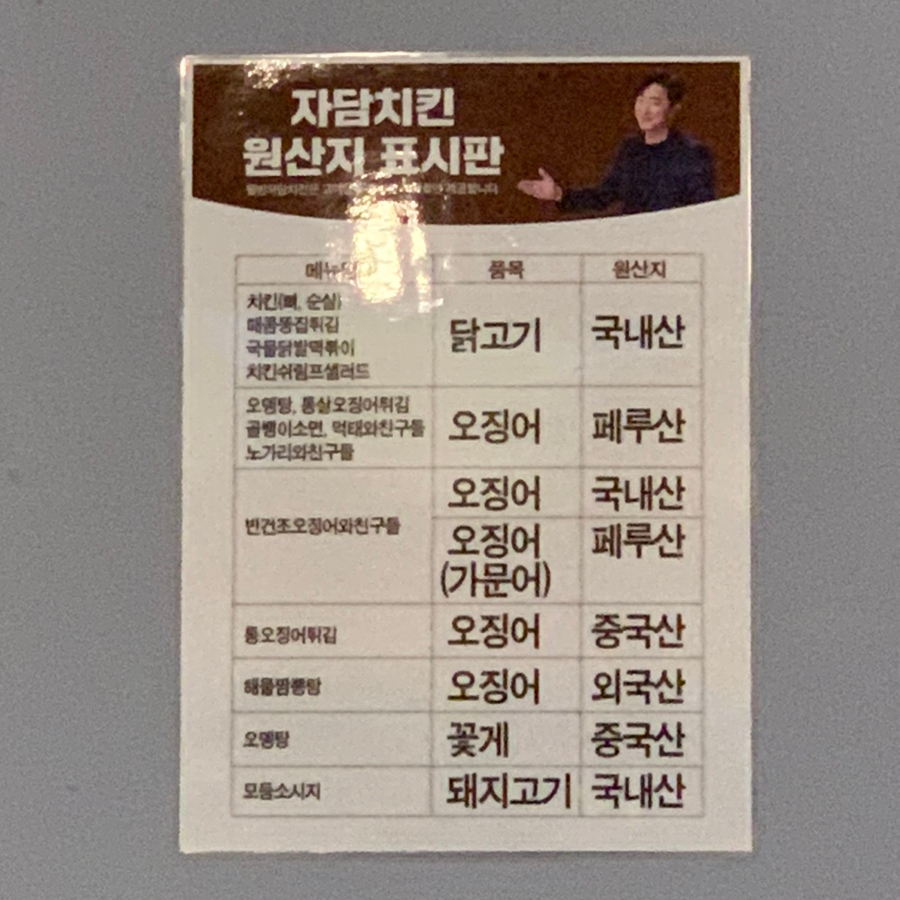 자담치킨
원산지 표시판
메뉴
품목
원산지
치킨(뼈, 순살)
매콤똥집튀김
국물닭발떡볶이
치킨쉬림프샐러드
닭고기
국내산
오뎅탕, 통살오징어튀김
골뱅이소면, 먹태와친구들
노가리와친구들
오징어
페루산
반건조오징어와친구들
오징어
국내산
오징어
(가문어)
페루산
통오징어튀김
오징어
중국산
해물짬뽕탕
오징어
외국산
오뎅탕
꽃게
중국산
모듬소시지
돼지고기
국내산